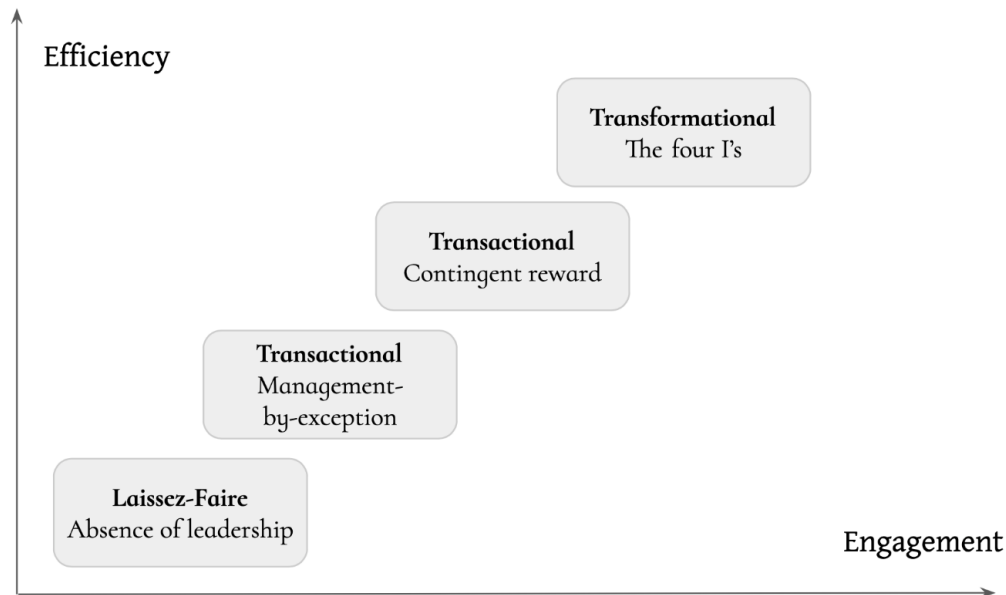 Efficiency
Transformational
The four I's
Transactional
Contingent reward
Transactional
Management-
by-exception
Laissez-Faire
Absence of leadership
Engagement